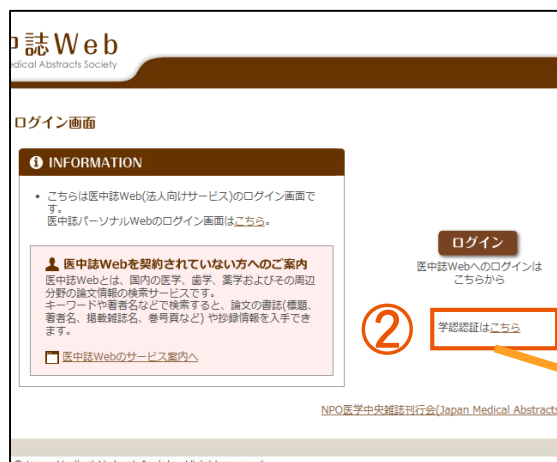 中誌Web
Medical Abstracts Society
ログイン画面
INFORMATION
• こちらは医中誌Web(法人向けサービス)のログイン画面で
す。
医中誌パーソナルWebのログイン画面はこちら。
医中誌Webを契約されていない方へのご案内
医中誌Webとは、国内の医学、歯学、薬学およびその周辺
分野の論文情報の検索サービスです。
キーワードや著者名などで検索すると、論文の書誌(標題、
著者名、掲載雑誌名、巻号頁など) や抄録情報を入手でき
ます。
医中誌Webのサービス案内へ
ログイン
医中誌Webへのログインは
こちらから
②
学認認証はこちら
NPO医学中央雑誌刊行会(Japan Medical Abstracts